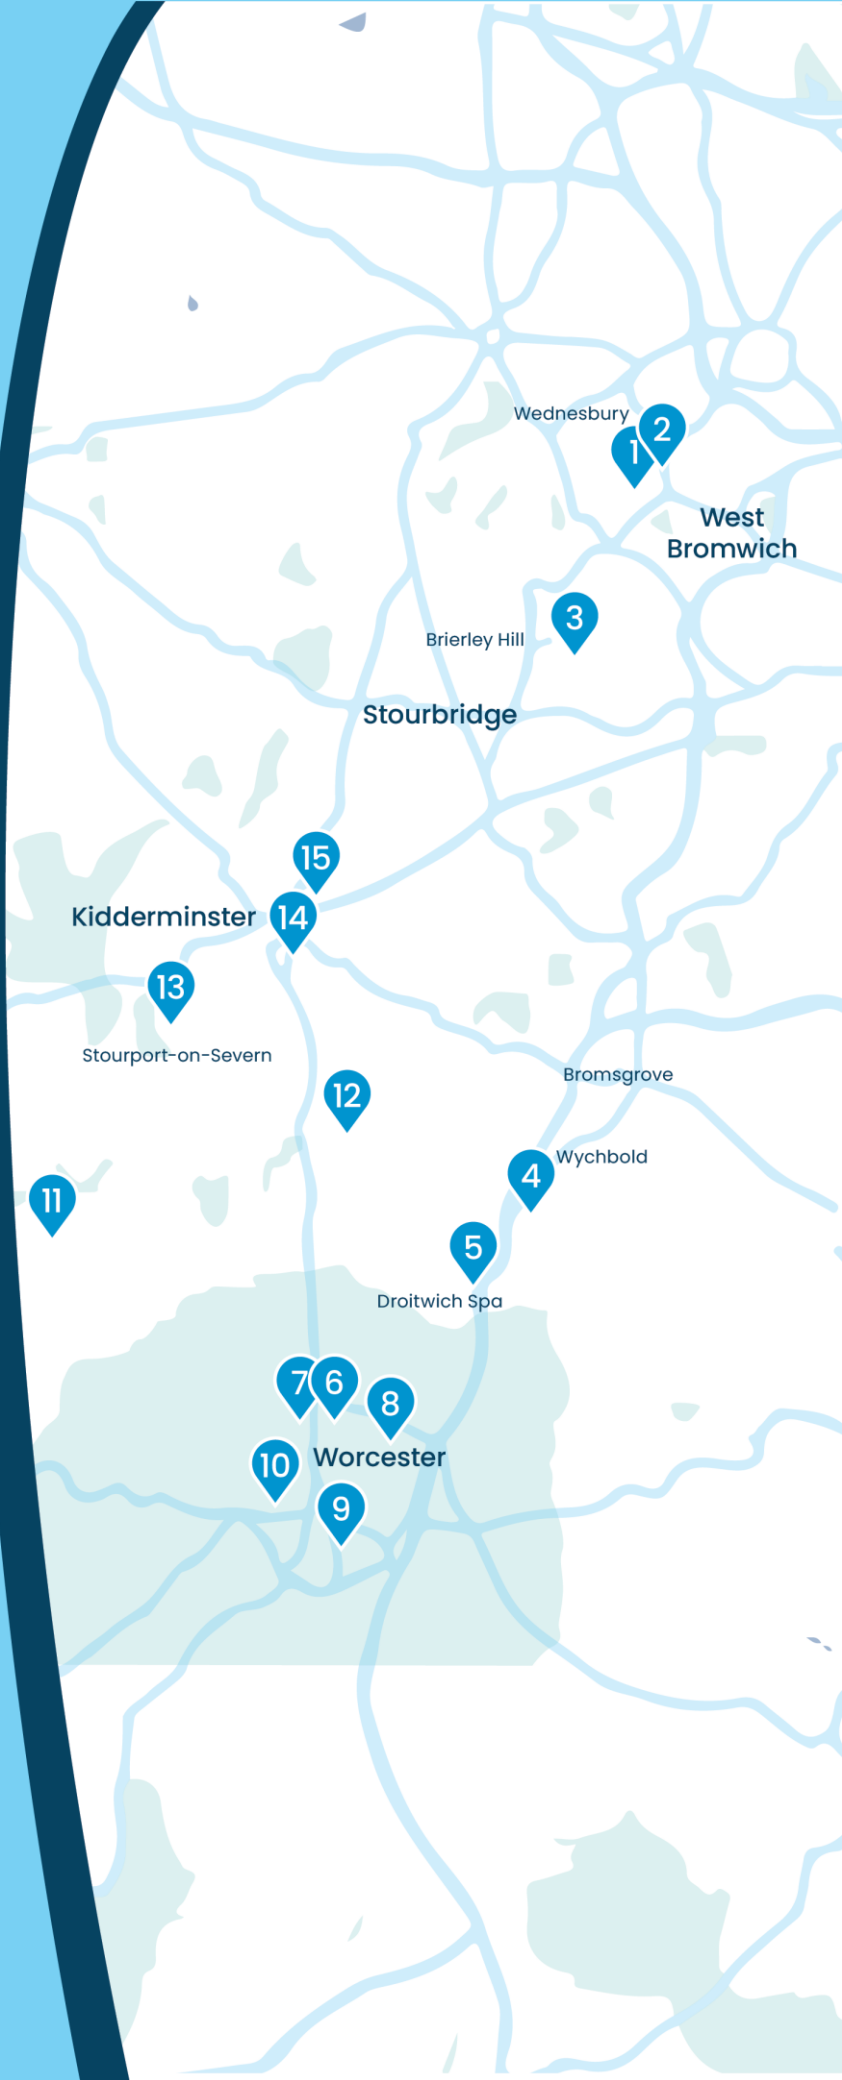 Wednesbury
2
1
West
Bromwich
3
Brierley Hill
Stourbridge
15
Kidderminster
14
13
Stourport-on-Severn
Bromsgrove
12
Wychbold
4
11
5
Droitwich Spa
7
6
8
Worcester
10
9